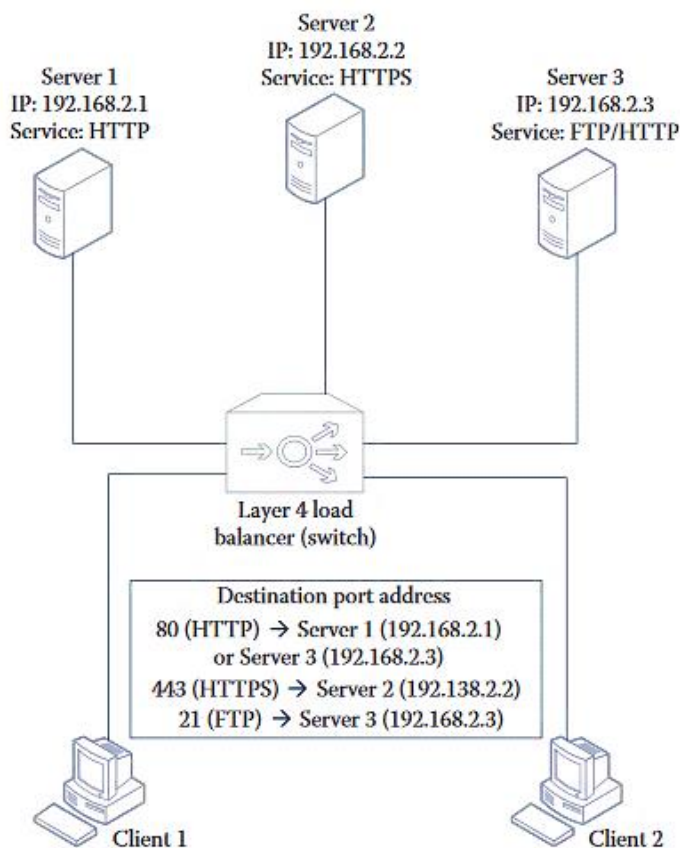 Server 1
IP: 192.168.2.1
Service: HTTP
Server 2
IP: 192.168.2.2
Service: HTTPS
Server 3
IP: 192.168.2.3
Service: FTP/HTTP
Layer 4 load
balancer (switch)
Destination port address
80 (HTTP) → Server 1 (192.168.2.1)
or Server 3 (192.168.2.3)
443 (HTTPS) → Server 2 (192.138.2.2)
21 (FTP) → Server 3 (192.168.2.3)
Client 1
Client 2